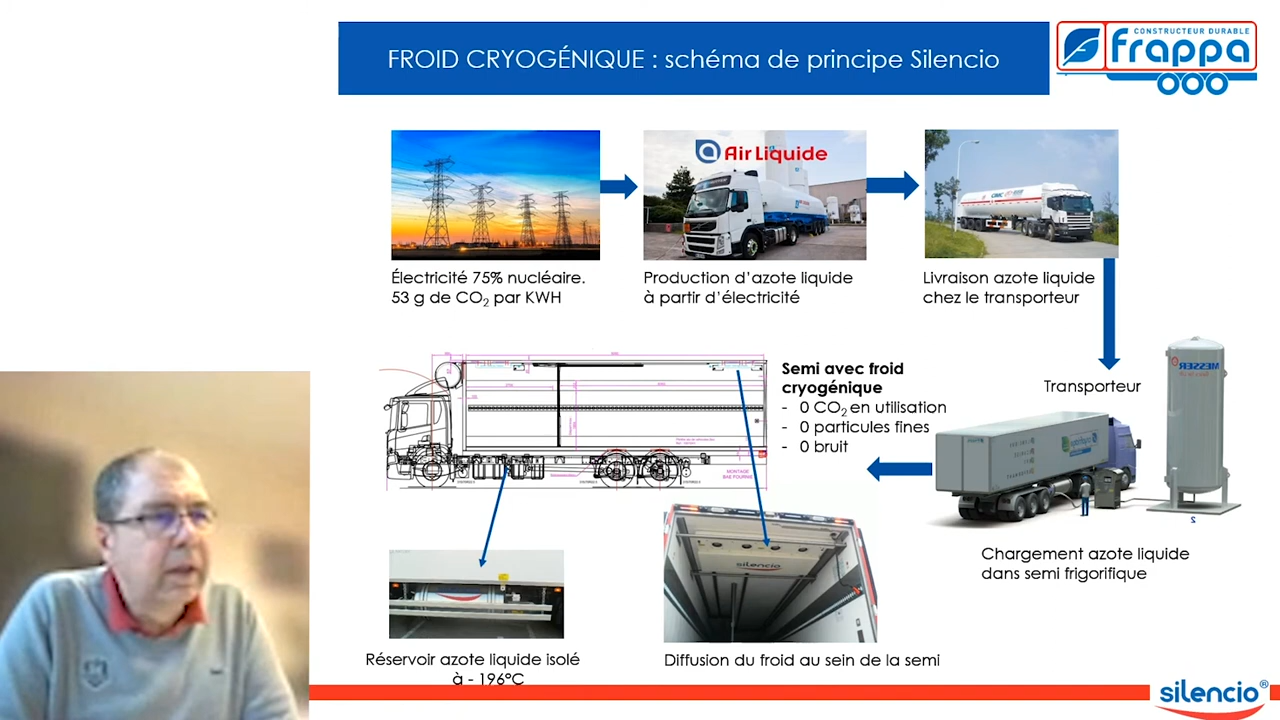 FROID CRYOGÉNIQUE : schéma de principe Silencio
CONSTRUCTEUR DURABLE
frappa
Air Liquide
Électricité 75% nucléaire.
53 g de CO₂ par KWH
Production d'azote liquide
à partir d'électricité
Livraison azote liquide
chez le transporteur
Semi avec froid
cryogénique
- 0 CO₂ en utilisation
- 0 particules fines
- 0 bruit
Transporteur
MESSER
Chargement azote liquide
dans semi frigorifique
silencio
Réservoir azote liquide isolé
à - 196°C
Diffusion du froid au sein de la semi
silencio®